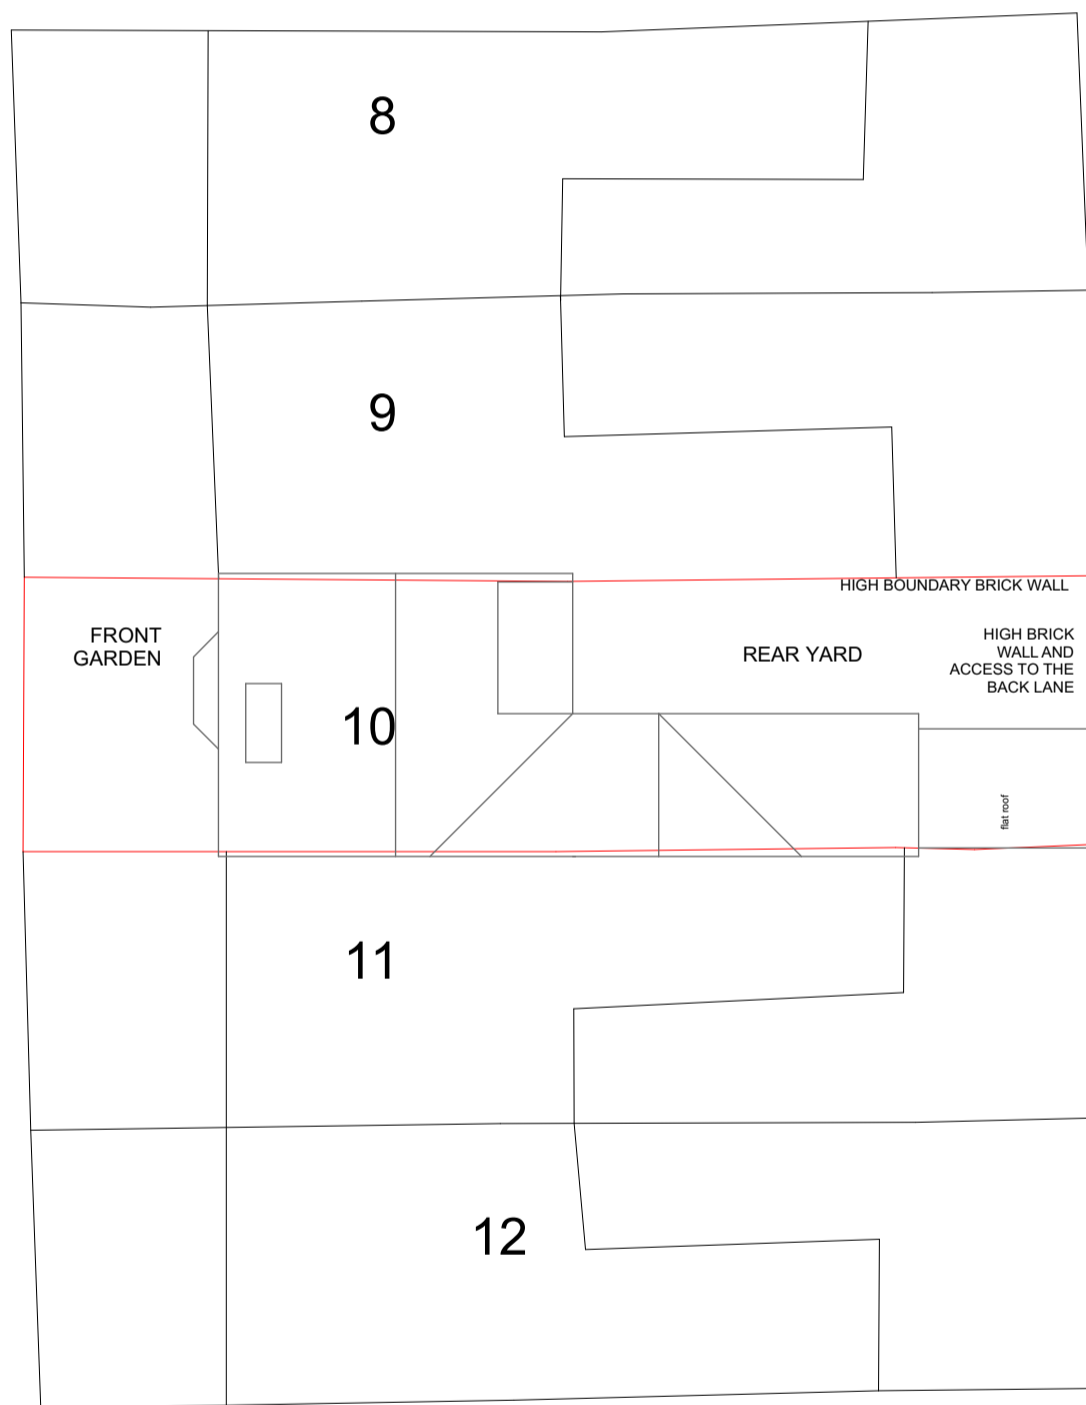 8
9
HIGH BOUNDARY BRICK WALL
FRONT
GARDEN
REAR YARD
HIGH BRICK
WALL AND
ACCESS TO THE
BACK LANE
10
flat roof
11
12